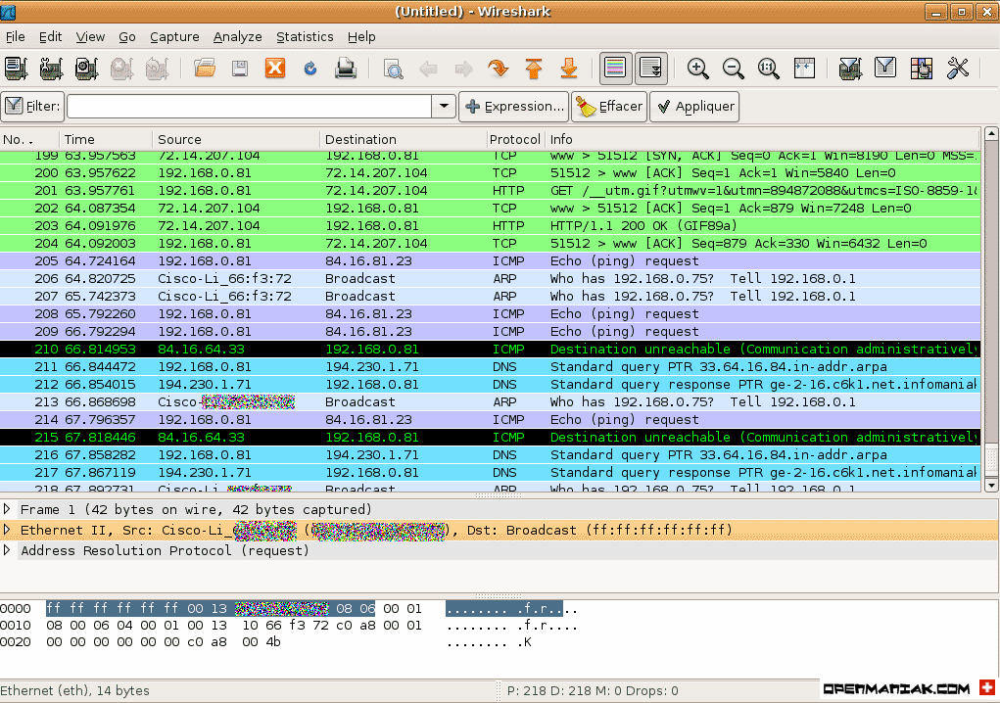 (Untitled) - Wireshark
File Edit View Go Capture Analyze Statistics Help
Filter: Expression... Effacer Appliquer
No. . Time Source Destination Protocol Info
199 63.957563 72.14.207.104 192.168.0.81 TCP www > 51512 [SYN, ACK] Seq=0 Ack=1 Win=8190 Len=0 MSS=
200 63.957622 192.168.0.81 72.14.207.104 TCP 51512 > www [ACK] Seq=1 Ack=1 Win=5840 Len=0
201 63.957761 192.168.0.81 72.14.207.104 HTTP GET /__utm.gif?utmwv=1&utmn=894872088&utmcs=ISO-8859-1
202 64.087354 72.14.207.104 192.168.0.81 TCP www > 51512 [ACK] Seq=1 Ack=879 Win=7248 Len=0
203 64.091976 72.14.207.104 192.168.0.81 HTTP HTTP/1.1 200 OK (GIF89a)
204 64.092003 192.168.0.81 72.14.207.104 TCP 51512 > www [ACK] Seq=879 Ack=330 Win=6432 Len=0
205 64.724164 192.168.0.81 84.16.81.23 ICMP Echo (ping) request
206 64.820725 Cisco-Li_66:f3:72 Broadcast ARP Who has 192.168.0.75? Tell 192.168.0.1
207 65.742373 Cisco-Li_66:f3:72 Broadcast ARP Who has 192.168.0.75? Tell 192.168.0.1
208 65.792260 192.168.0.81 84.16.81.23 ICMP Echo (ping) request
209 66.792294 192.168.0.81 84.16.81.23 ICMP Echo (ping) request
210 66.814953 84.16.64.33 192.168.0.81 ICMP Destination unreachable (Communication administratively
211 66.844472 192.168.0.81 194.230.1.71 DNS Standard query PTR 33.64.16.84.in-addr.arpa
212 66.854015 194.230.1.71 192.168.0.81 DNS Standard query response PTR ge-2-16.c6k1.net.infomaniak
213 66.868698 Cisco- Broadcast ARP Who has 192.168.0.75? Tell 192.168.0.1
214 67.796357 192.168.0.81 84.16.81.23 ICMP Echo (ping) request
215 67.818446 84.16.64.33 192.168.0.81 ICMP Destination unreachable (Communication administratively
216 67.858282 192.168.0.81 194.230.1.71 DNS Standard query PTR 33.64.16.84.in-addr.arpa
217 67.867119 194.230.1.71 192.168.0.81 DNS Standard query response PTR ge-2-16.c6k1.net.infomaniak
218 67.892731 Cisco-Li Broadcast ARP Who has 192.168.0.75? Tell 192.168.0.1
Frame 1 (42 bytes on wire, 42 bytes captured)
Ethernet II, Src: Cisco-Li_ ( ), Dst: Broadcast (ff:ff:ff:ff:ff:ff)
Address Resolution Protocol (request)
0000 ff ff ff ff ff ff 00 13 08 06 00 01 ........ .f.r....
0010 08 00 06 04 00 01 00 13 10 66 f3 72 c0 a8 00 01 ........ .f.r....
0020 00 00 00 00 00 00 c0 a8 00 4b ........ .K
Ethernet (eth), 14 bytes P: 218 D: 218 M: 0 Drops: 0
OPENMANIAK.COM